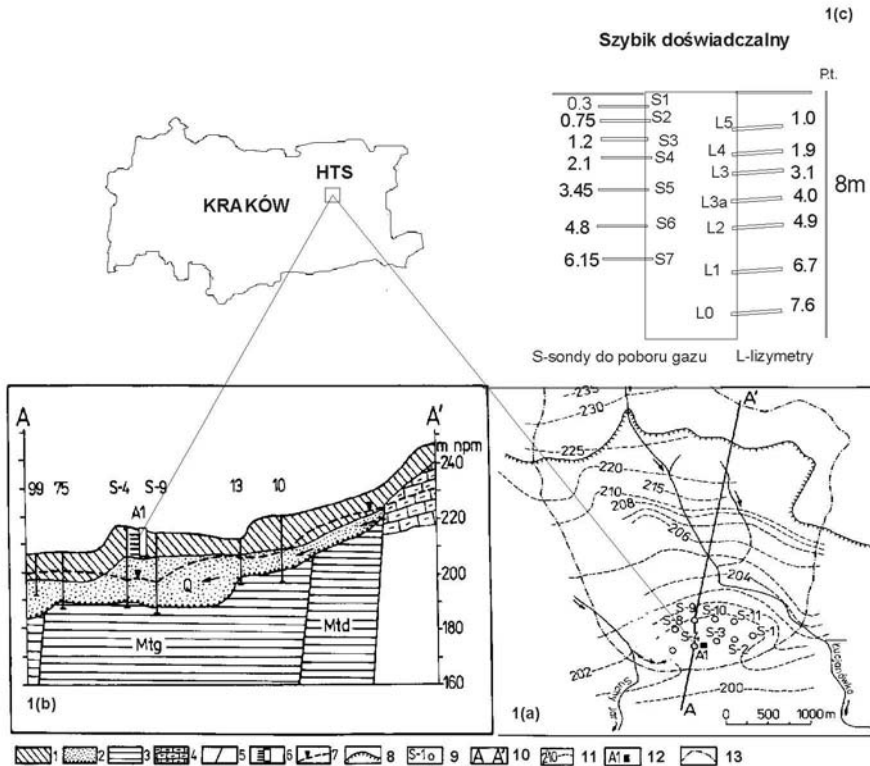 1(c)
Szybik doświadczalny
P.t.
0.3 S1
0.75 S2
1.2 S3
2.1 S4
3.45 S5
4.8 S6
6.15 S7
L5 1.0
L4 1.9
L3 3.1
L3a 4.0
L2 4.9
L1 6.7
L0 7.6
8m
S-sondy do poboru gazu L-lizymetry
HTS
KRAKÓW
A A'
m npm
240
220
200
180
160
99 75 S-4 S-9 13 10
A1
Q
Mtg Mtd
1(b)
A'
235
230
225
220
215
210
208
206
204
S-9 S-10 S-11
S-8 S-3 S-1
S-2
A1
202
200
A
Suchy Jar
1(a)
0 500 1000m
1 2 3 4 5 6 7 8 S-1 9 A A' 10 210 11 A1 12 13